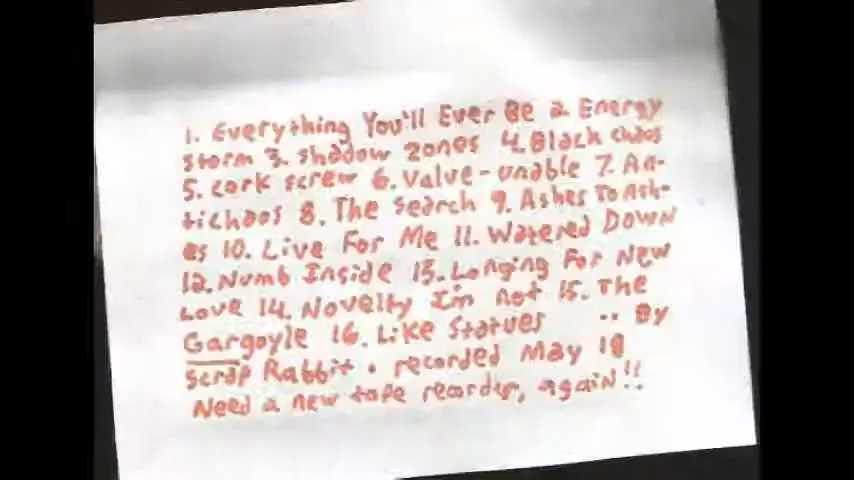 1. Everything You'll Ever Be 2 Energy
storm 3. shadow zones 4. Black chaos
5. cork screw 6. Valve-unable 7. An-
tichaos 8. The search 9. Ashes To Ash-
es 10. Live For Me 11. Watered Down
12. Numb Inside 13. Longing For New
Love 14. Novelty I'm not 15. The
Gargoyle 16. Like Statues .. By
scrap Rabbit. recorded May 10
Need a new tape recorder, again!!